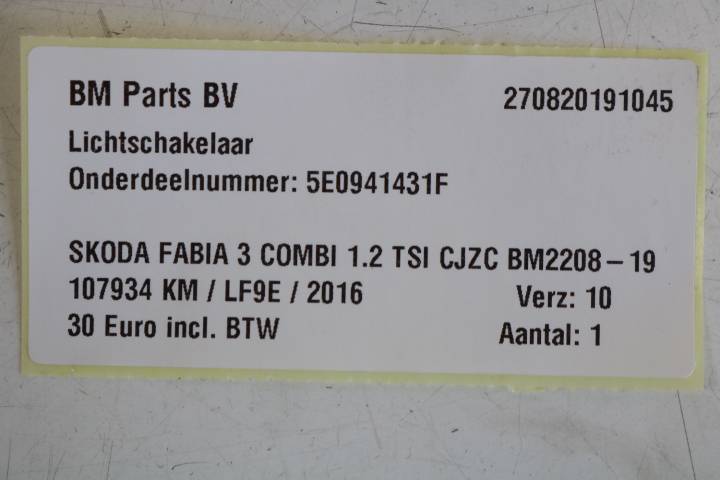 BM Parts BV 270820191045
Lichtschakelaar
Onderdeelnummer: 5E0941431F
SKODA FABIA 3 COMBI 1.2 TSI CJZC BM2208-19
107934 KM / LF9E / 2016 Verz: 10
30 Euro incl. BTW Aantal: 1